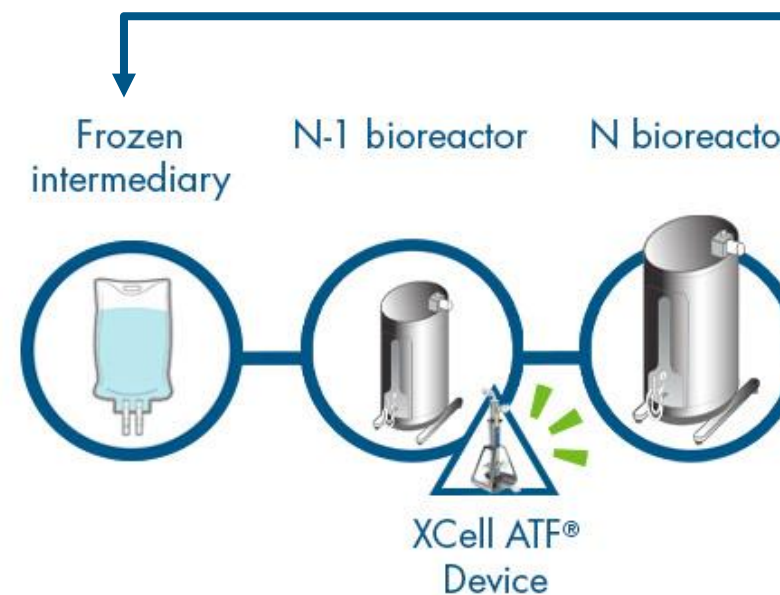 Frozen
intermediary
N-1 bioreactor
N bioreacto
XCell ATF®
Device